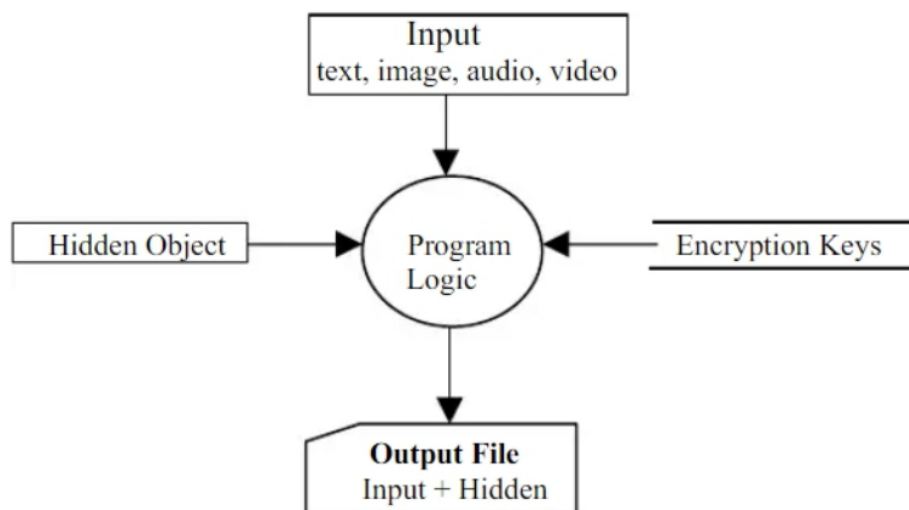 Input
text, image, audio, video
Hidden Object
Program
Logic
Encryption Keys
Output File
Input + Hidden